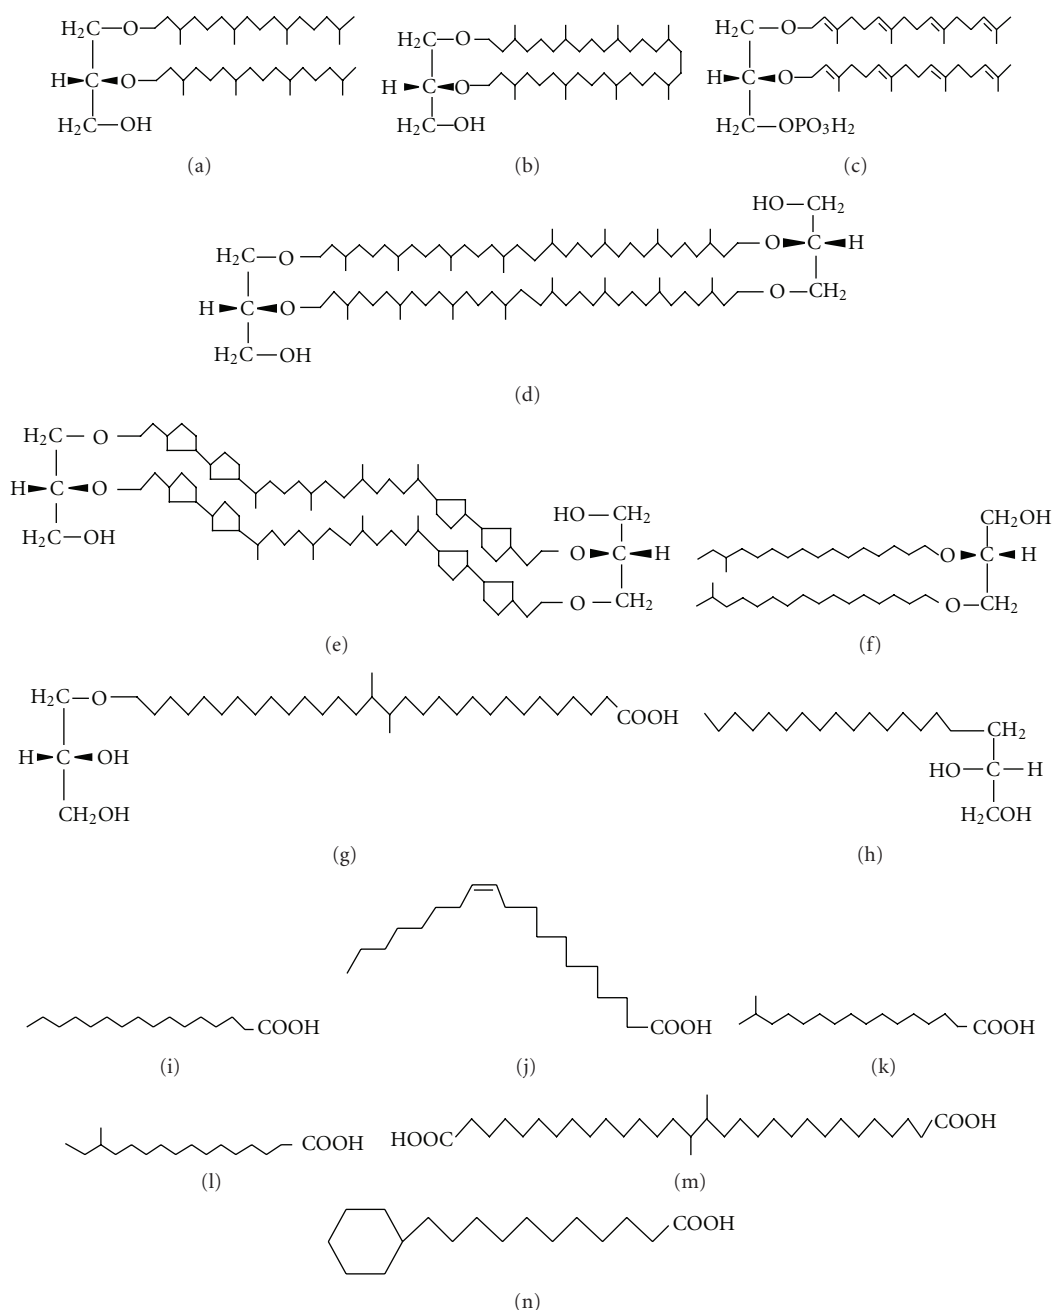 H₂C—O
H C O
H₂C—OH
(a)
H₂C—O
H C O
H₂C—OH
(b)
H₂C—O
H C O
H₂C—OPO₃H₂
(c)
HO—CH₂
H₂C—O O C H
H C O O—CH₂
H₂C—OH
(d)
H₂C—O
H C O
H₂C—OH
HO—CH₂
O C H
O—CH₂
(e)
CH₂OH
O C H
O—CH₂
(f)
H₂C—O COOH
H C OH
CH₂OH
(g)
CH₂
HO—C—H
H₂COH
(h)
COOH
(i)
COOH
(j)
COOH
(k)
COOH
(l)
HOOC COOH
(m)
COOH
(n)